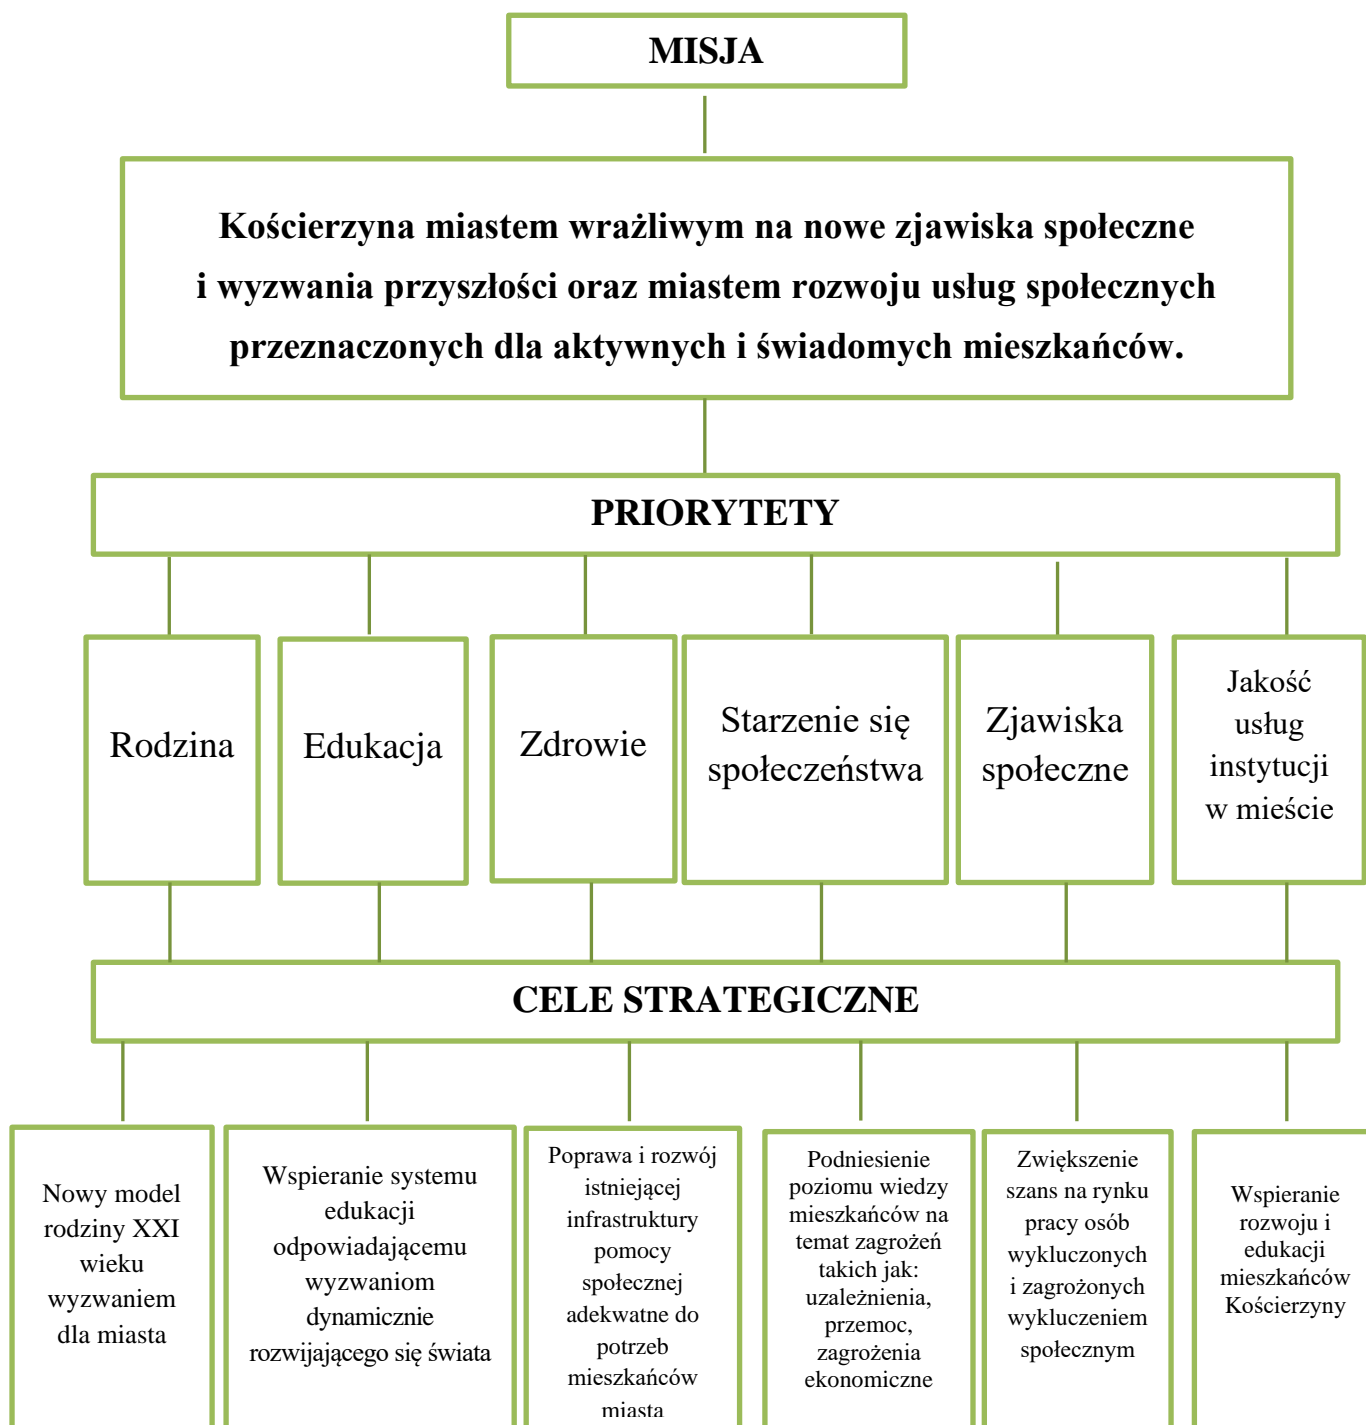 MISJA
Kościerzyna miastem wrażliwym na nowe zjawiska społeczne
i wyzwania przyszłości oraz miastem rozwoju usług społecznych
przeznaczonych dla aktywnych i świadomych mieszkańców.
PRIORYTETY
Rodzina
Edukacja
Zdrowie
Starzenie się
społeczeństwa
Zjawiska
społeczne
Jakość
usług
instytucji
w mieście
CELE STRATEGICZNE
Nowy model
rodziny XXI
wieku
wyzwaniem
dla miasta
Wspieranie systemu
edukacji
odpowiadającemu
wyzwaniom
dynamicznie
rozwijającego się świata
Poprawa i rozwój
istniejącej
infrastruktury
pomocy
społecznej
adekwatne do
potrzeb
mieszkańców
miasta
Podniesienie
poziomu wiedzy
mieszkańców na
temat zagrożeń
takich jak:
uzależnienia,
przemoc,
zagrożenia
ekonomiczne
Zwiększenie
szans na rynku
pracy osób
wykluczonych
i zagrożonych
wykluczeniem
społecznym
Wspieranie
rozwoju i
edukacji
mieszkańców
Kościerzyny